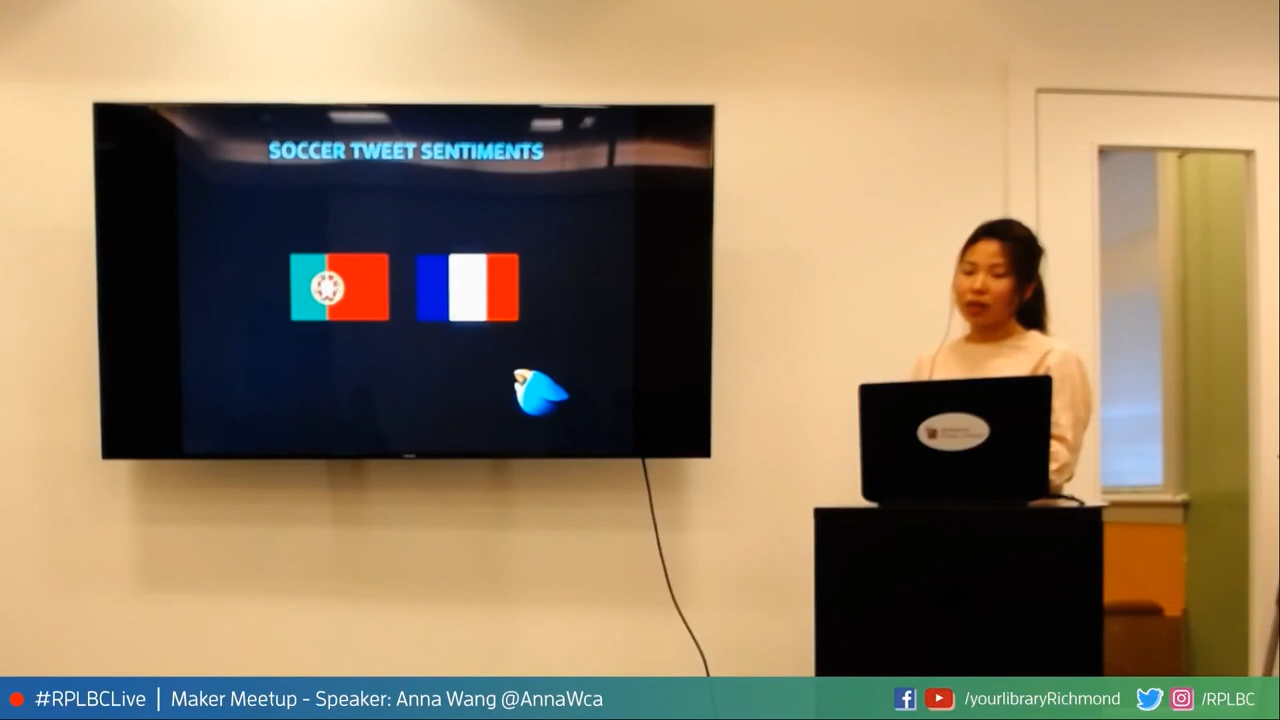 SOCCER TWEET SENTIMENTS
#RPLBCLive | Maker Meetup - Speaker: Anna Wang @AnnaWca
/yourlibraryRichmond
/RPLBC